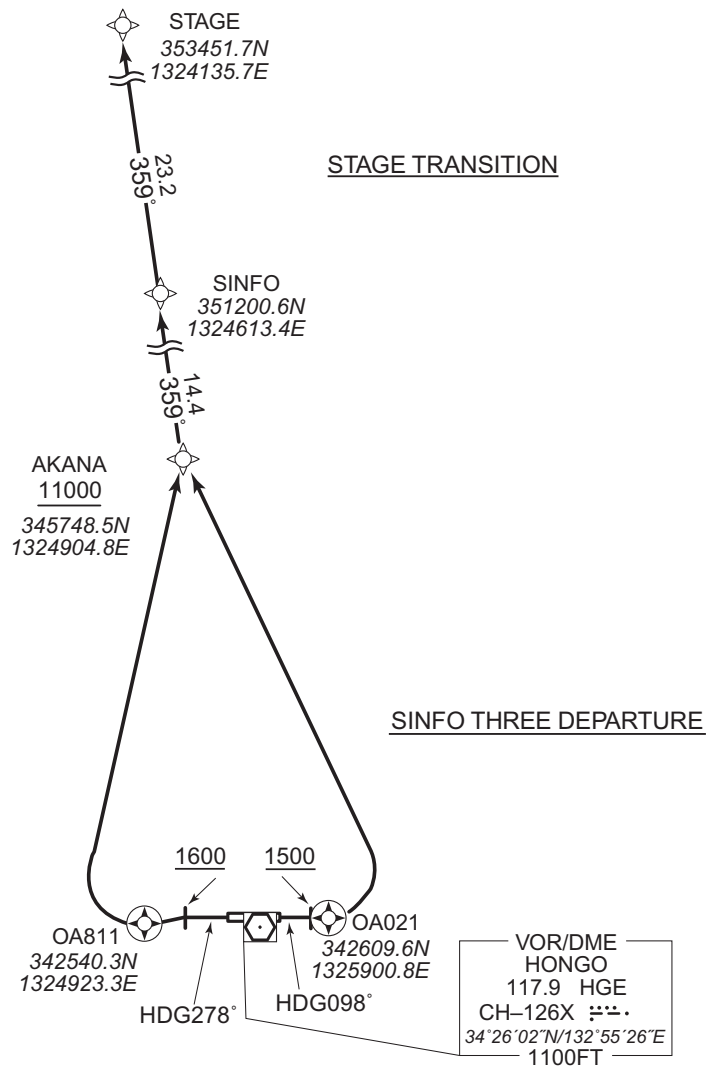 STAGE
353451.7N
1324135.7E
STAGE TRANSITION
23.2
359°
SINFO
351200.6N
1324613.4E
14.4
359°
AKANA
11000
345748.5N
1324904.8E
SINFO THREE DEPARTURE
1600
1500
OA811
342540.3N
1324923.3E
OA021
342609.6N
1325900.8E
HDG278°
HDG098°
VOR/DME
HONGO
117.9 HGE
CH–126X
34°26′02″N/132°55′26″E
1100FT